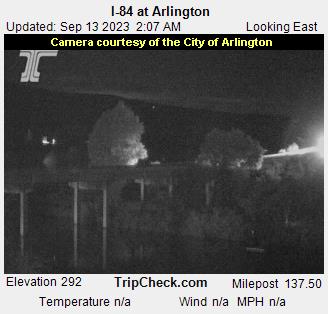 I-84 at Arlington
Updated: Sep 13 2023 2:07 AM Looking East
Camera courtesy of the City of Arlington
Elevation 292 TripCheck.com Milepost 137.50
Temperature n/a Wind n/a MPH n/a